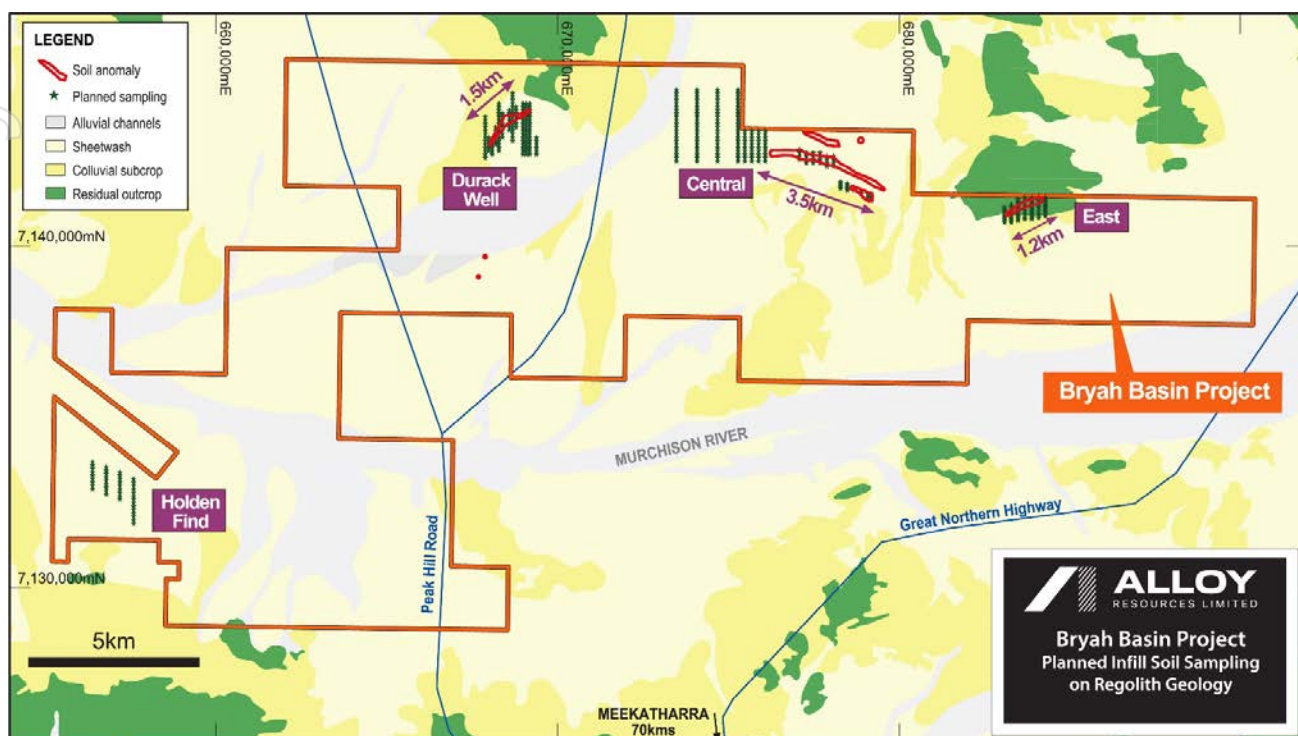 LEGEND
Soil anomaly
Planned sampling
Alluvial channels
Sheetwash
Colluvial subcrop
Residual outcrop
660,000mE
670,000mE
680,000mE
1.5km
Durack
Well
Central
3.5km
East
1.2km
7,140,000mN
Bryah Basin Project
MURCHISON RIVER
Holden
Find
Peak Hill Road
Great Northern Highway
7,130,000mN
5km
MEEKATHARRA
70kms
ALLOY
RESOURCES LIMITED
Bryah Basin Project
Planned Infill Soil Sampling
on Regolith Geology